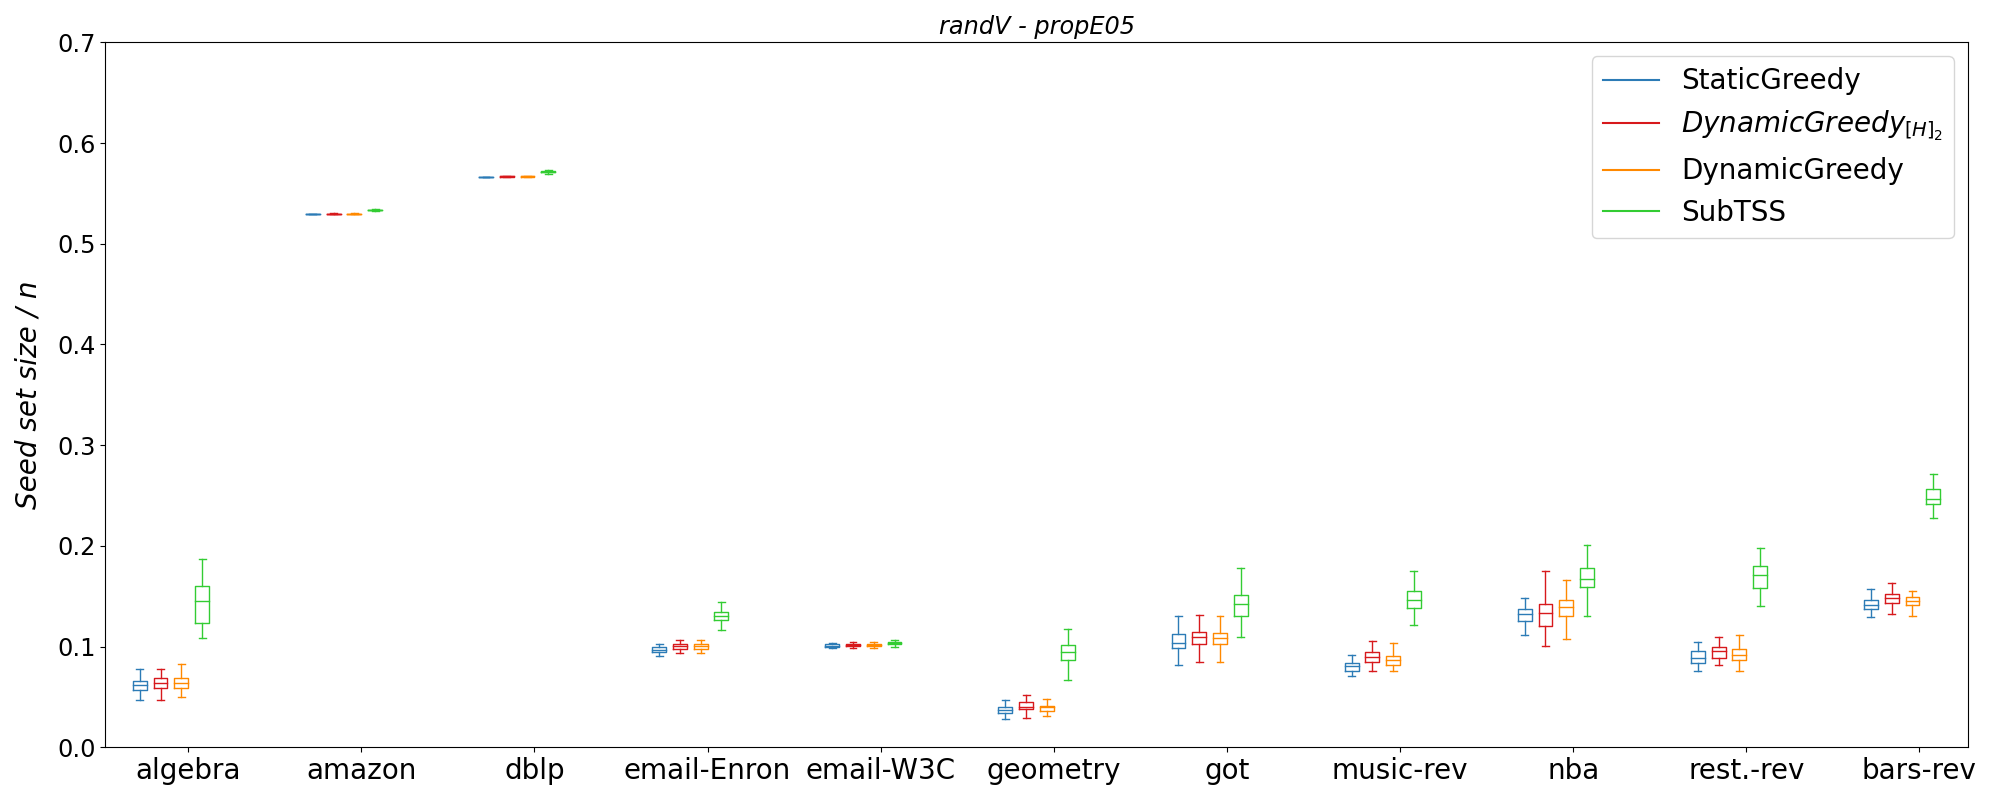 randV - propE05
StaticGreedy
DynamicGreedy[H]2
DynamicGreedy
SubTSS
Seed set size / n
0.7
0.6
0.5
0.4
0.3
0.2
0.1
0.0
algebra amazon dblp email-Enron email-W3C geometry got music-rev nba rest.-rev bars-rev